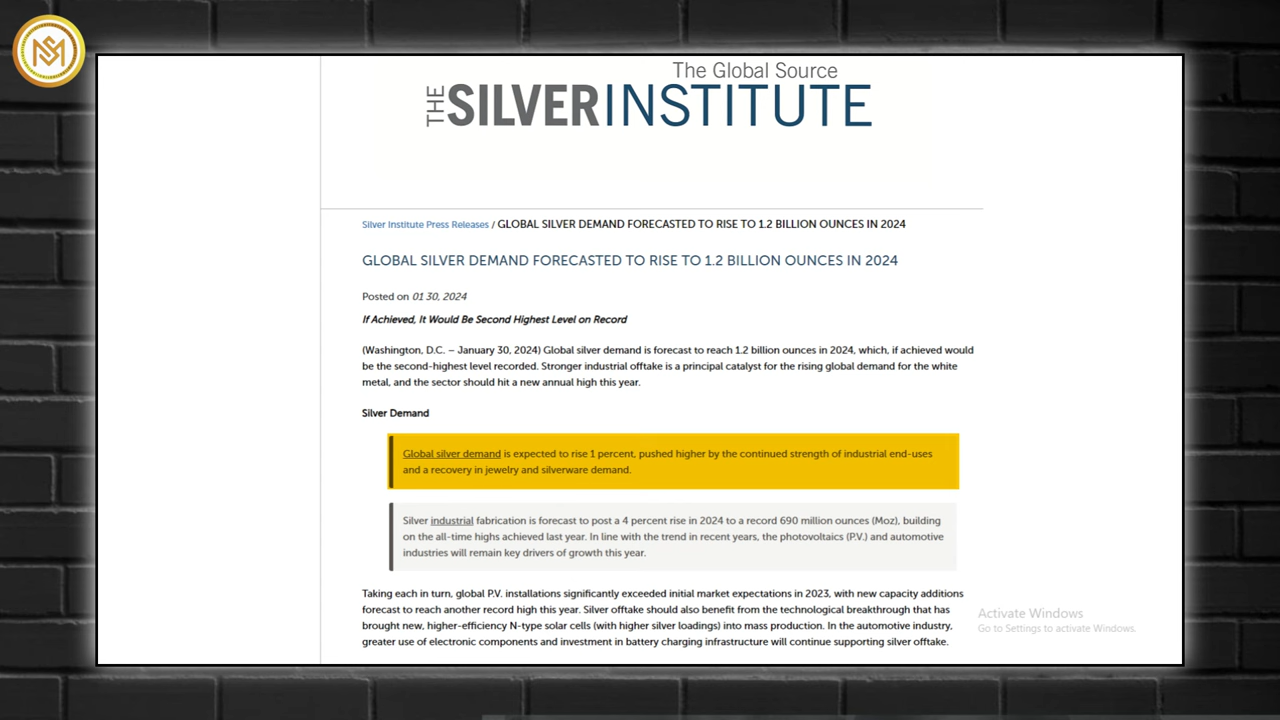 The Global Source
THE SILVERINSTITUTE
Silver Institute Press Releases / GLOBAL SILVER DEMAND FORECASTED TO RISE TO 1.2 BILLION OUNCES IN 2024
GLOBAL SILVER DEMAND FORECASTED TO RISE TO 1.2 BILLION OUNCES IN 2024
Posted on 01 30, 2024
If Achieved, It Would Be Second Highest Level on Record
(Washington, D.C. – January 30, 2024) Global silver demand is forecast to reach 1.2 billion ounces in 2024, which, if achieved would
be the second-highest level recorded. Stronger industrial offtake is a principal catalyst for the rising global demand for the white
metal, and the sector should hit a new annual high this year.
Silver Demand
Global silver demand is expected to rise 1 percent, pushed higher by the continued strength of industrial end-uses
and a recovery in jewelry and silverware demand.
Silver industrial fabrication is forecast to post a 4 percent rise in 2024 to a record 690 million ounces (Moz), building
on the all-time highs achieved last year. In line with the trend in recent years, the photovoltaics (P.V.) and automotive
industries will remain key drivers of growth this year.
Taking each in turn, global P.V. installations significantly exceeded initial market expectations in 2023, with new capacity additions
forecast to reach another record high this year. Silver offtake should also benefit from the technological breakthrough that has
brought new, higher-efficiency N-type solar cells (with higher silver loadings) into mass production. In the automotive industry,
greater use of electronic components and investment in battery charging infrastructure will continue supporting silver offtake.
Activate Windows
Go to Settings to activate Windows.